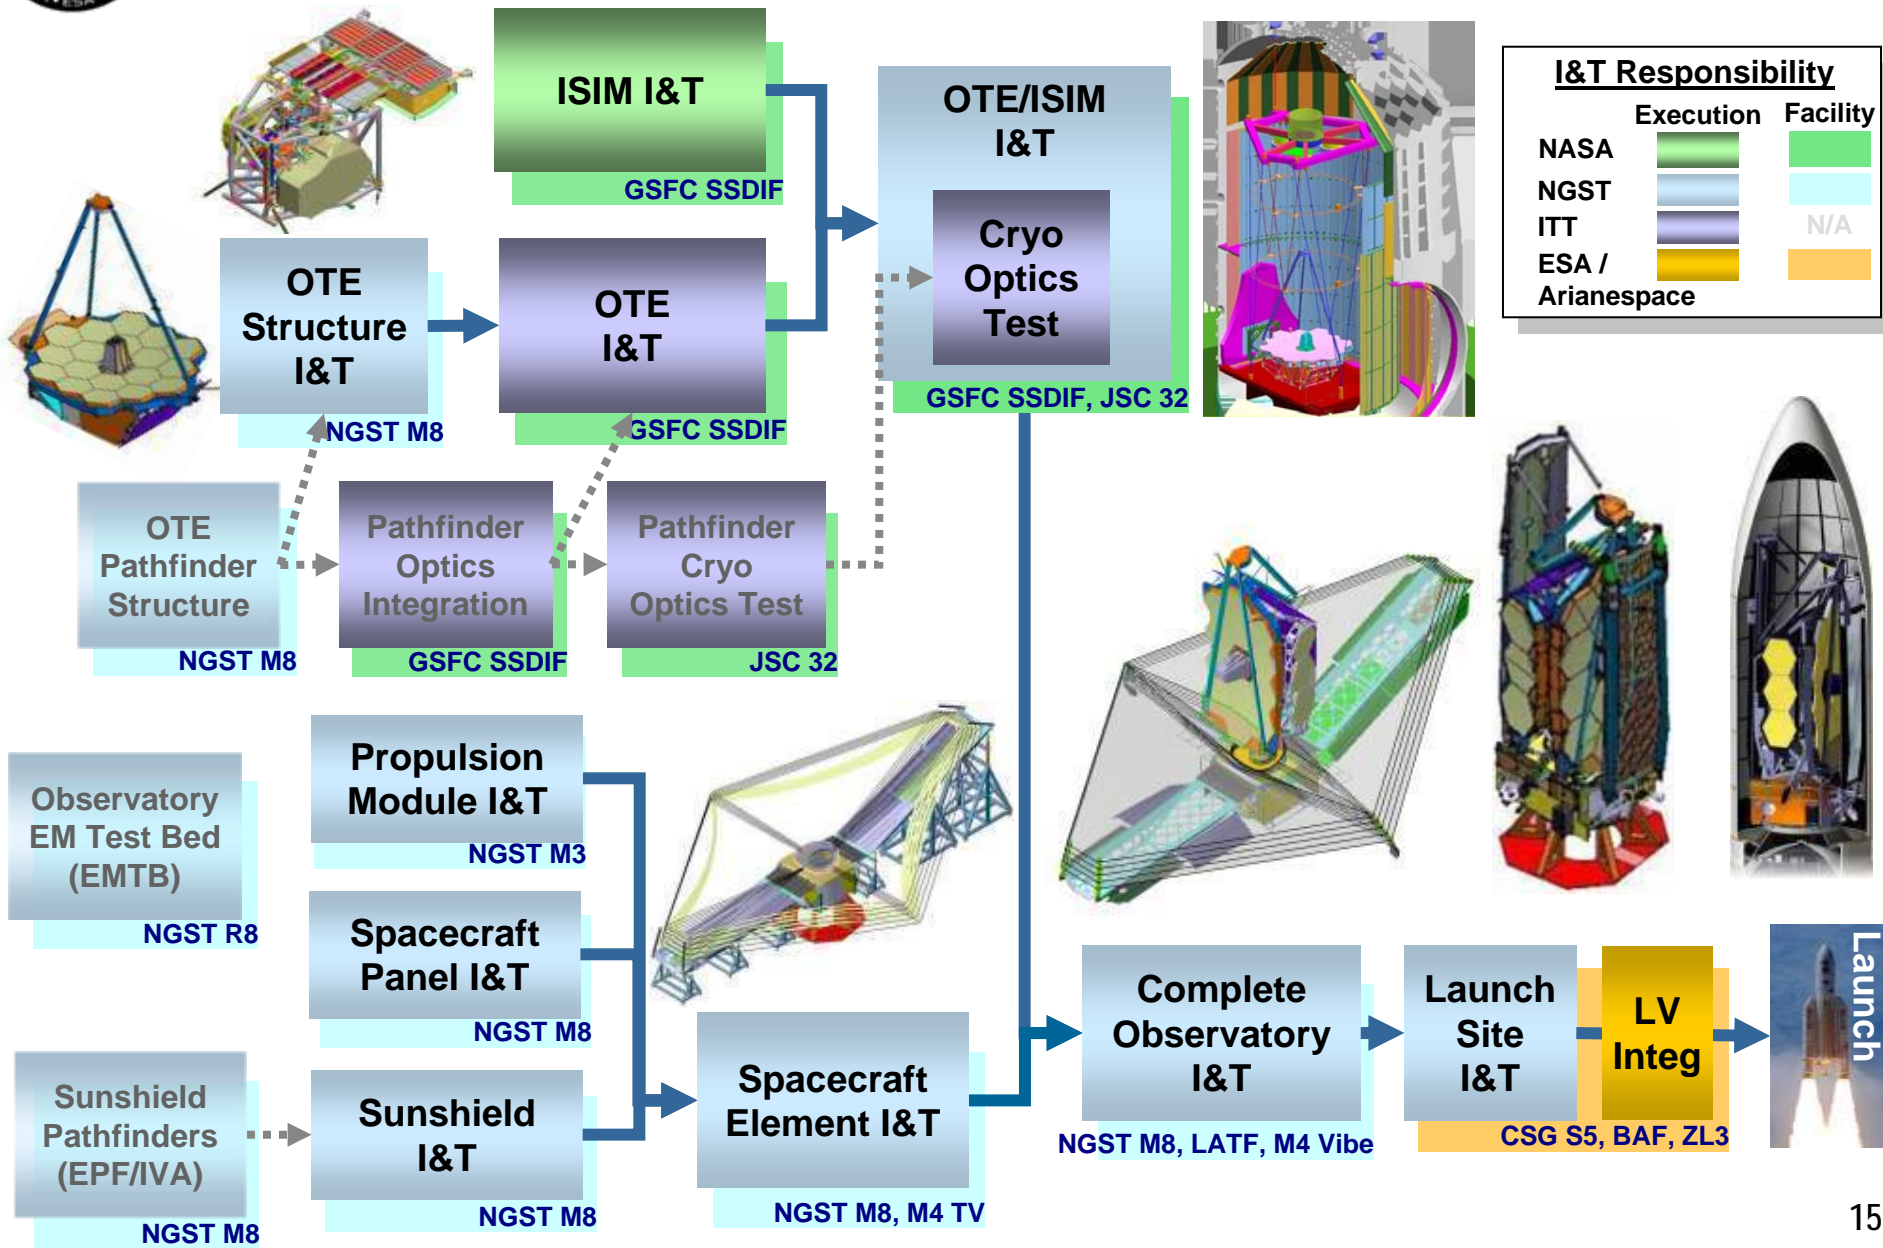 ESA
ISIM I&T
GSFC SSDIF
OTE/ISIM
I&T
Cryo
Optics
Test
GSFC SSDIF, JSC 32
I&T Responsibility
Execution Facility
NASA
NGST
ITT N/A
ESA /
Arianespace
OTE
Structure
I&T
NGST M8
OTE
I&T
GSFC SSDIF
OTE
Pathfinder
Structure
NGST M8
Pathfinder
Optics
Integration
GSFC SSDIF
Pathfinder
Cryo
Optics Test
JSC 32
Observatory
EM Test Bed
(EMTB)
NGST R8
Propulsion
Module I&T
NGST M3
Spacecraft
Panel I&T
NGST M8
Sunshield
Pathfinders
(EPF/IVA)
NGST M8
Sunshield
I&T
NGST M8
Spacecraft
Element I&T
NGST M8, M4 TV
Complete
Observatory
I&T
NGST M8, LATF, M4 Vibe
Launch
Site
I&T
LV
Integ
CSG S5, BAF, ZL3
Launch
15